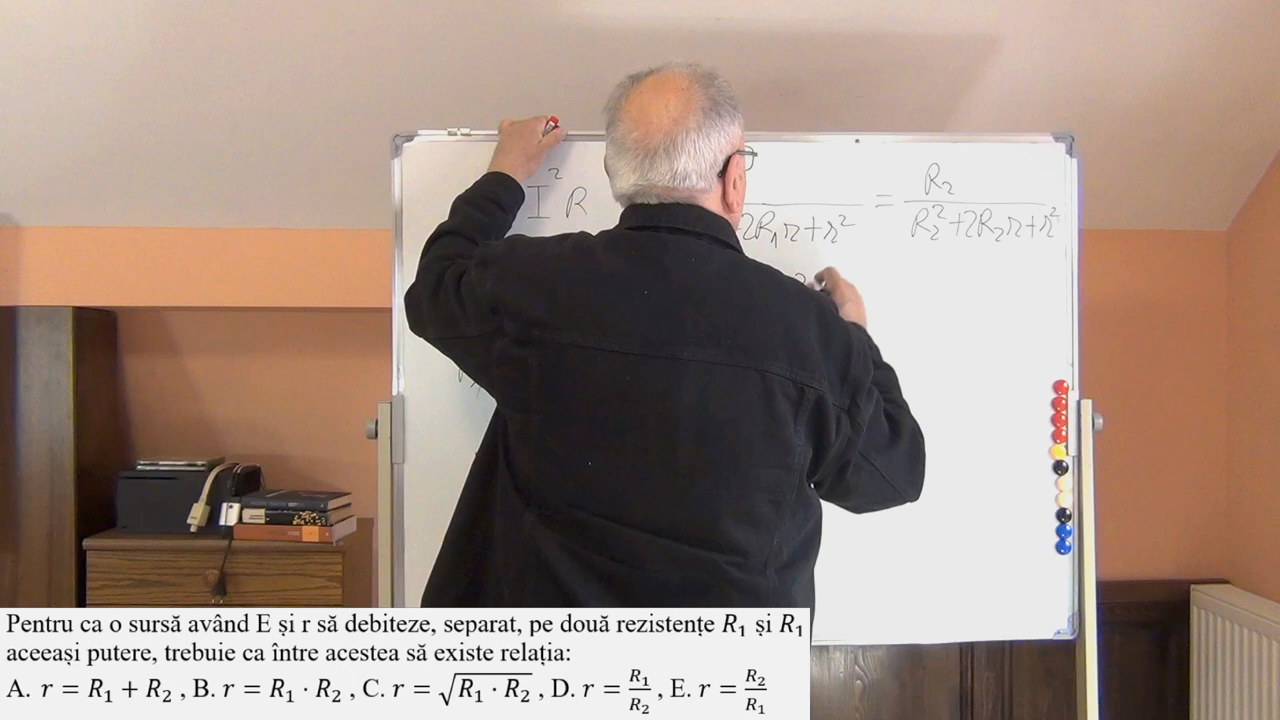 I²R
R₂
2R₁r+r² = R₂²+2R₂r+r²
Pentru ca o sursă având E și r să debiteze, separat, pe două rezistențe R₁ și R₁
aceeași putere, trebuie ca între acestea să existe relația:
A. r = R₁ + R₂ , B. r = R₁ · R₂ , C. r = √(R₁ · R₂) , D. r = R₁/R₂ , E. r = R₂/R₁